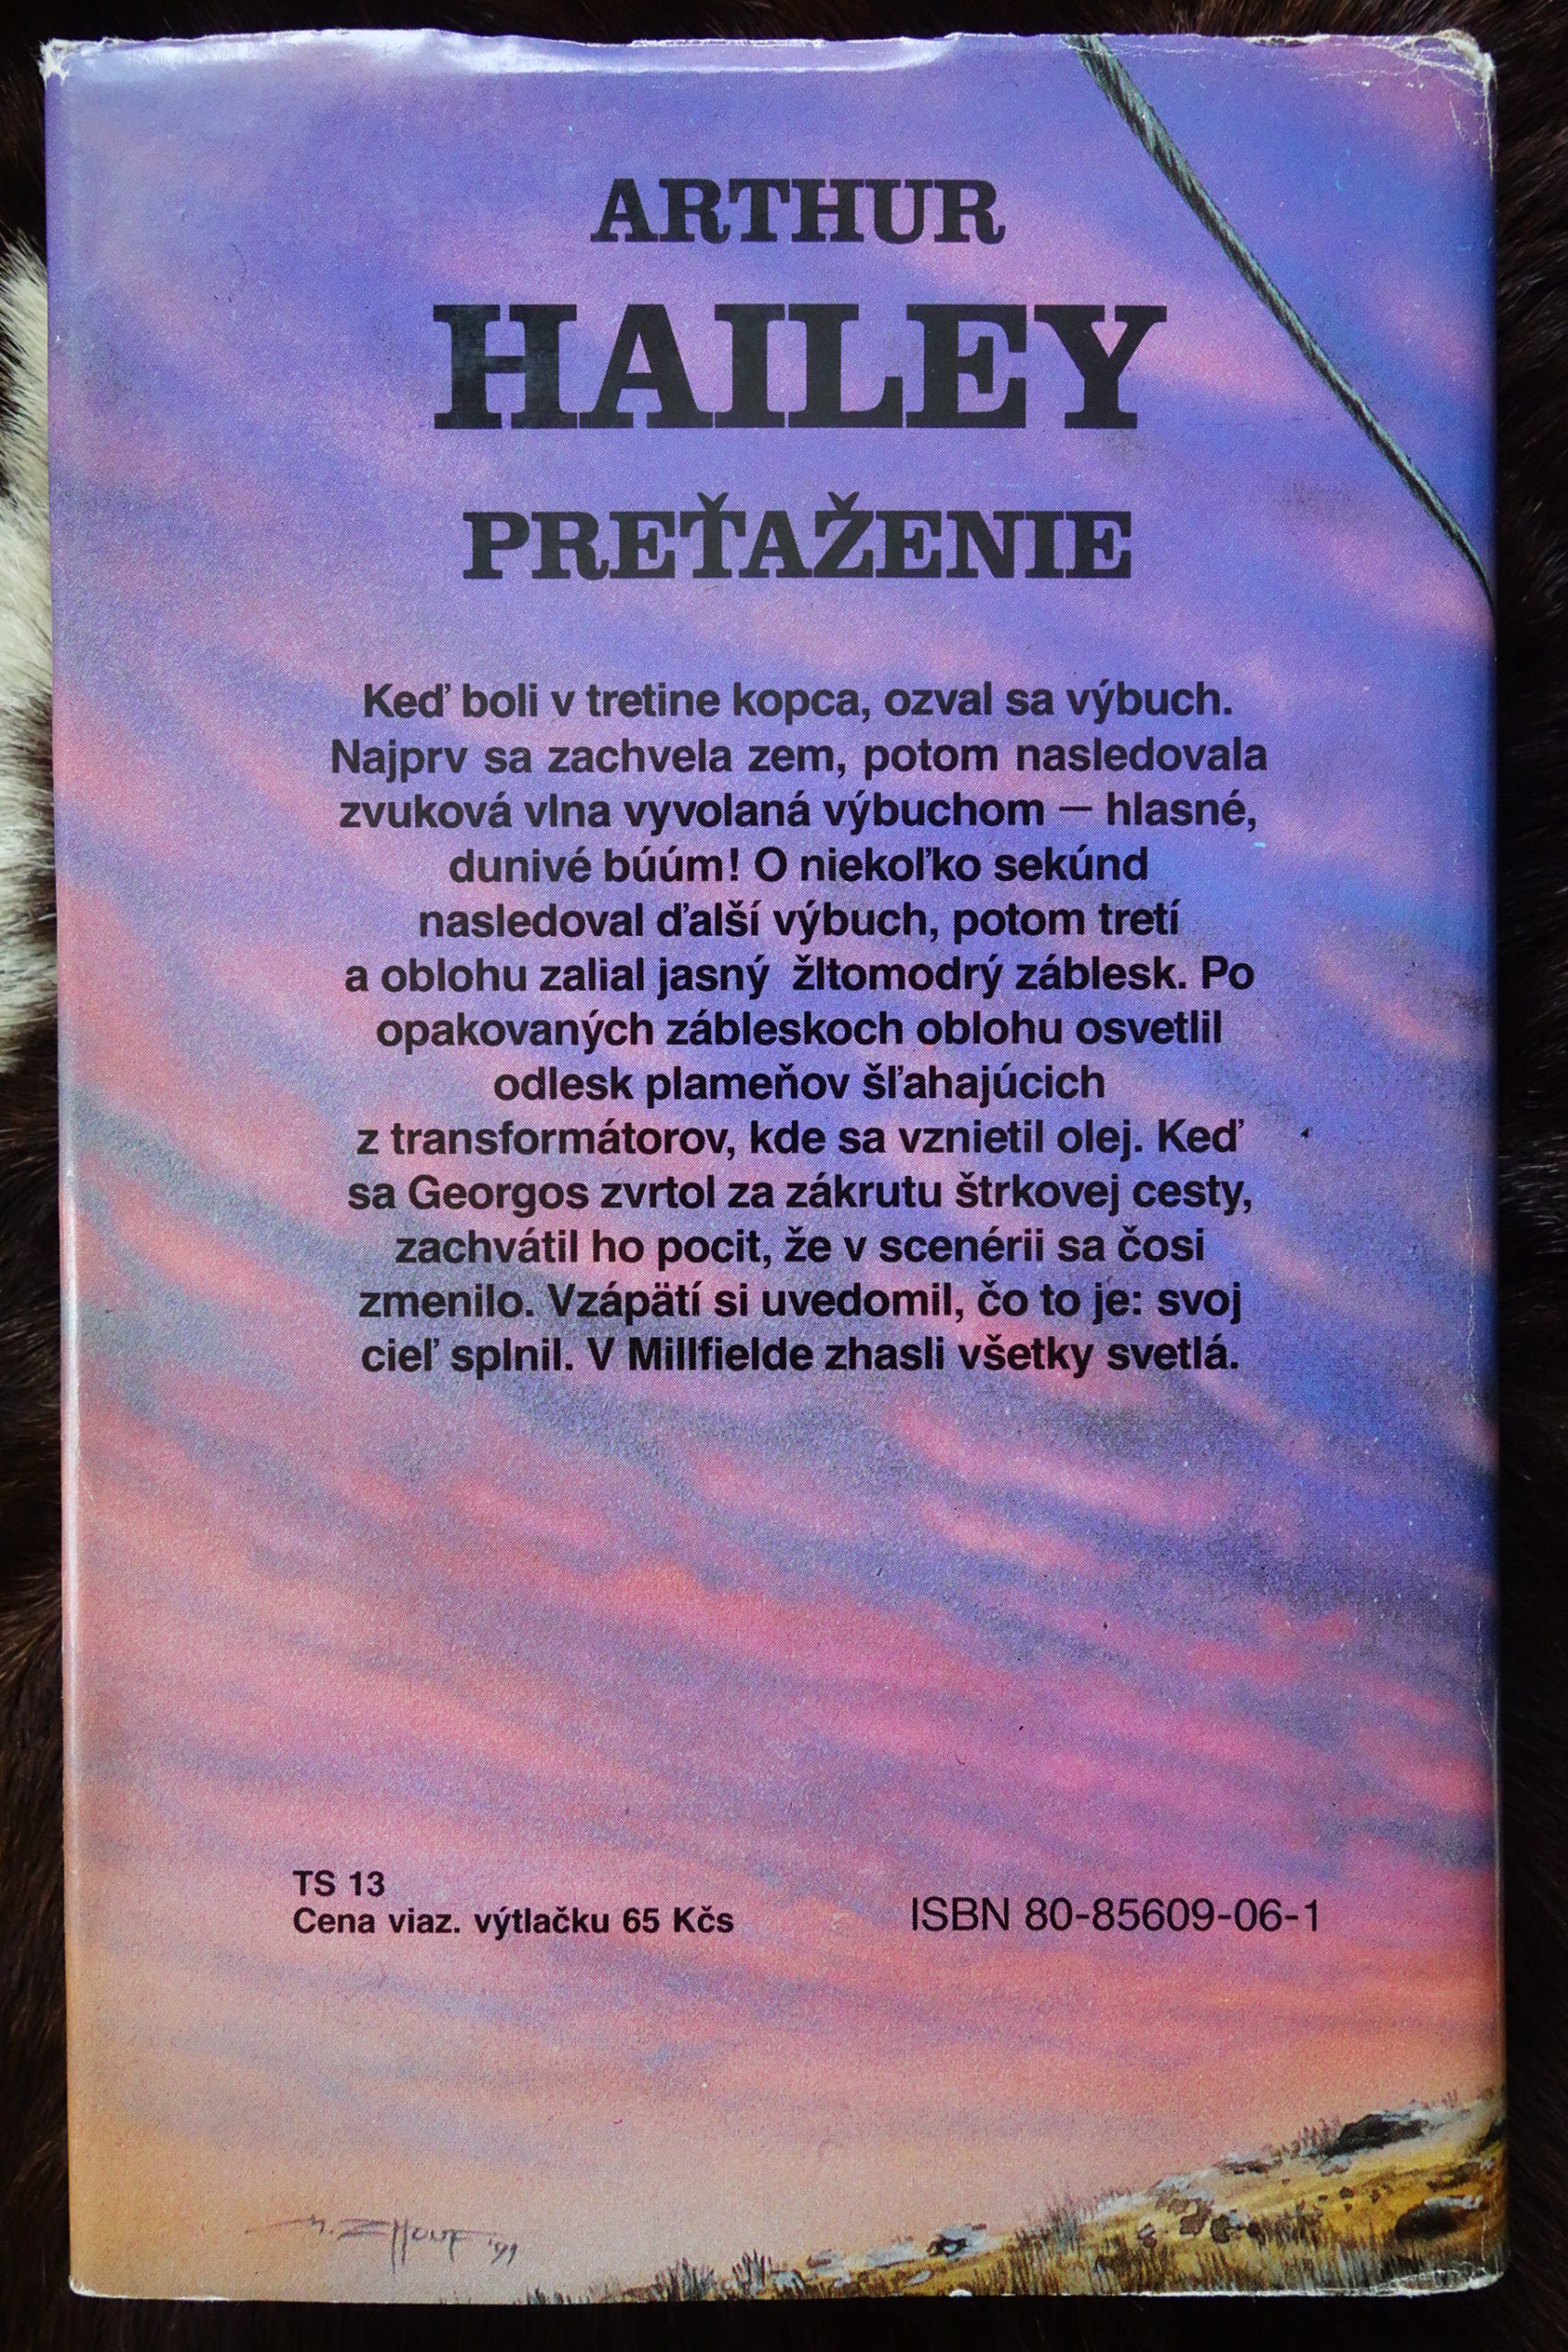 ARTHUR
HAILEY
PREŤAŽENIE
Keď boli v tretine kopca, ozval sa výbuch.
Najprv sa zachvela zem, potom nasledovala
zvuková vlna vyvolaná výbuchom — hlasné,
dunivé búúm! O niekoľko sekúnd
nasledoval ďalší výbuch, potom tretí
a oblohu zalial jasný žltomodrý záblesk. Po
opakovaných zábleskoch oblohu osvetlil
odlesk plameňov šľahajúcich
z transformátorov, kde sa vznietil olej. Keď
sa Georgos zvrtol za zákrutu štrkovej cesty,
zachvátil ho pocit, že v scenérii sa čosi
zmenilo. Vzápätí si uvedomil, čo to je: svoj
cieľ splnil. V Millfielde zhasli všetky svetlá.
TS 13
Cena viaz. výtlačku 65 Kčs
ISBN 80-85609-06-1